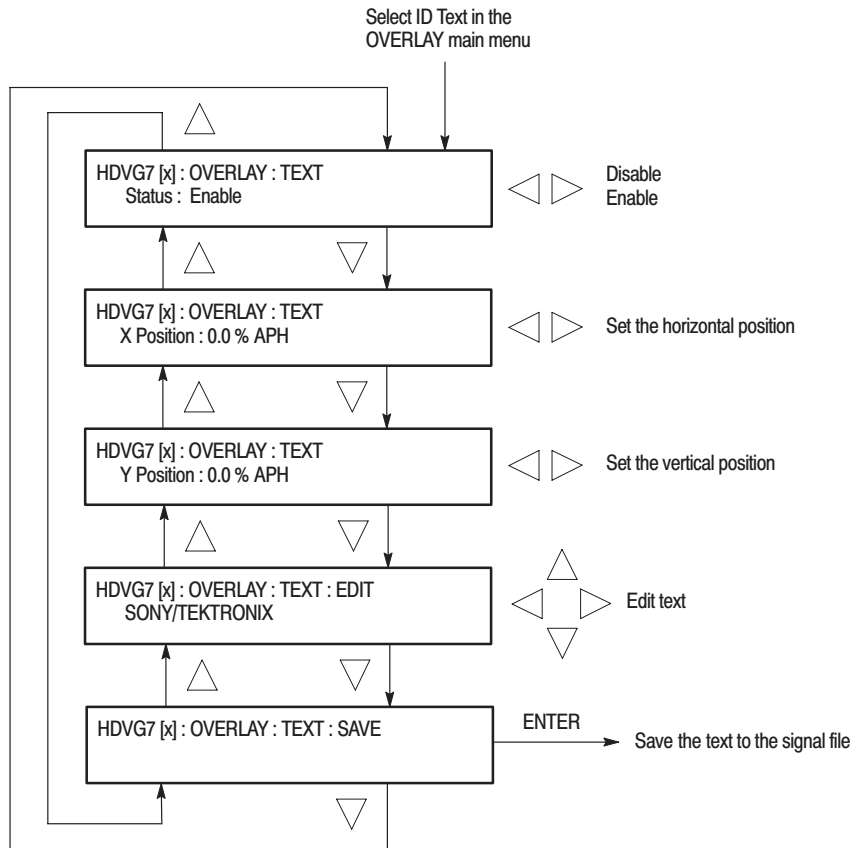 Select ID Text in the
OVERLAY main menu
HDVG7 [x] : OVERLAY : TEXT
Status : Enable
Disable
Enable
HDVG7 [x] : OVERLAY : TEXT
X Position : 0.0 % APH
Set the horizontal position
HDVG7 [x] : OVERLAY : TEXT
Y Position : 0.0 % APH
Set the vertical position
HDVG7 [x] : OVERLAY : TEXT : EDIT
SONY/TEKTRONIX
Edit text
HDVG7 [x] : OVERLAY : TEXT : SAVE
ENTER
Save the text to the signal file